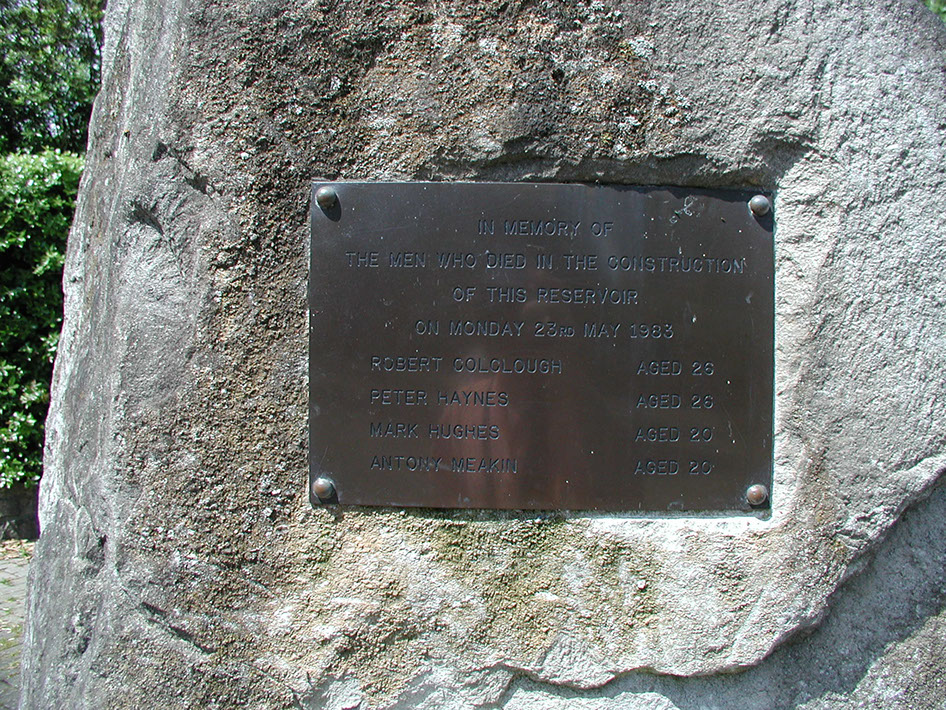 IN MEMORY OF
THE MEN WHO DIED IN THE CONSTRUCTION
OF THIS RESERVOIR
ON MONDAY 23RD MAY 1983
ROBERT COLCLOUGH AGED 26
PETER HAYNES AGED 26
MARK HUGHES AGED 20
ANTONY MEAKIN AGED 20